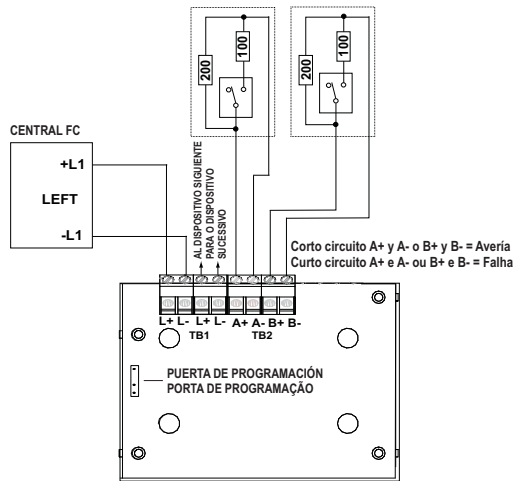 200
100
200
100
CENTRAL FC
+L1
LEFT
-L1
AL DISPOSITIVO SIGUIENTE
PARA O DISPOSITIVO
SUCESSIVO
Corto circuito A+ y A- o B+ y B- = Avería
Curto circuito A+ e A- ou B+ e B- = Falha
L+ L- L+ L- A+ A- B+ B-
TB1 TB2
PUERTA DE PROGRAMACIÓN
PORTA DE PROGRAMAÇÃO